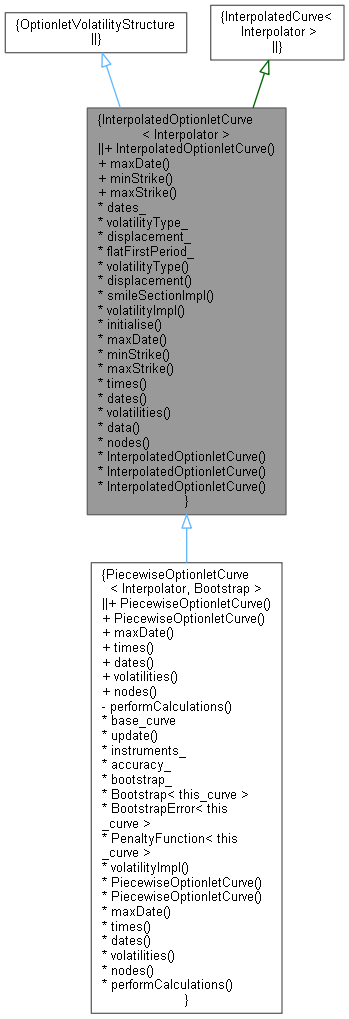 {OptionletVolatilityStructure
||}
{InterpolatedCurve<
Interpolator >
||}
{InterpolatedOptionletCurve
< Interpolator >
||+ InterpolatedOptionletCurve()
+ maxDate()
+ minStrike()
+ maxStrike()
* dates_
* volatilityType_
* displacement_
* flatFirstPeriod_
* volatilityType()
* displacement()
* smileSectionImpl()
* volatilityImpl()
* initialise()
* maxDate()
* minStrike()
* maxStrike()
* times()
* dates()
* volatilities()
* data()
* nodes()
* InterpolatedOptionletCurve()
* InterpolatedOptionletCurve()
* InterpolatedOptionletCurve()
}
{PiecewiseOptionletCurve
< Interpolator, Bootstrap >
||+ PiecewiseOptionletCurve()
+ PiecewiseOptionletCurve()
+ maxDate()
+ times()
+ dates()
+ volatilities()
+ nodes()
- performCalculations()
* base_curve
* update()
* instruments_
* accuracy_
* bootstrap_
* Bootstrap< this_curve >
* BootstrapError< this
_curve >
* PenaltyFunction< this
_curve >
* volatilityImpl()
* PiecewiseOptionletCurve()
* PiecewiseOptionletCurve()
* maxDate()
* times()
* dates()
* volatilities()
* nodes()
* performCalculations()
}